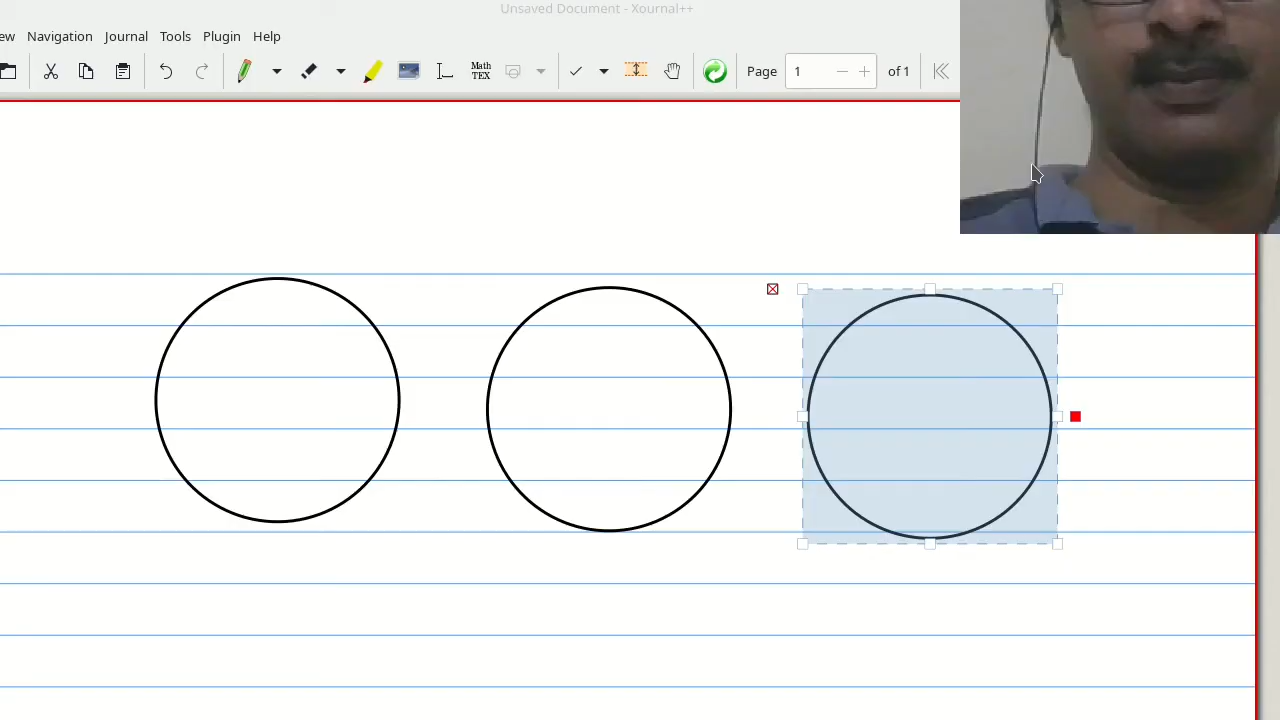 Unsaved Document - Xournal++
ew Navigation Journal Tools Plugin Help
Math
TEX
Page 1 of 1